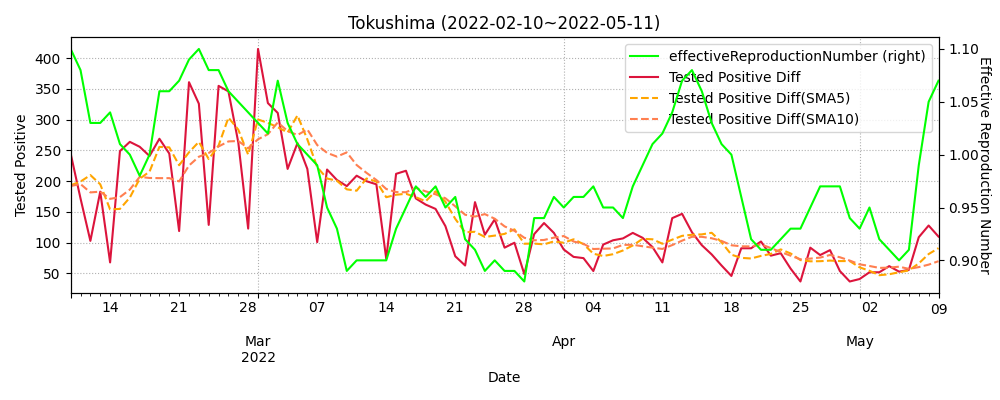 Tokushima (2022-02-10~2022-05-11)
effectiveReproductionNumber (right)
Tested Positive Diff
Tested Positive Diff(SMA5)
Tested Positive Diff(SMA10)
Tested Positive
400
350
300
250
200
150
100
50
1.10
1.05
1.00
0.95
0.90
Effective Reproduction Number
14 21 07 14 21 28 04 11 18 25 02 09
Mar Apr May
2022
Date